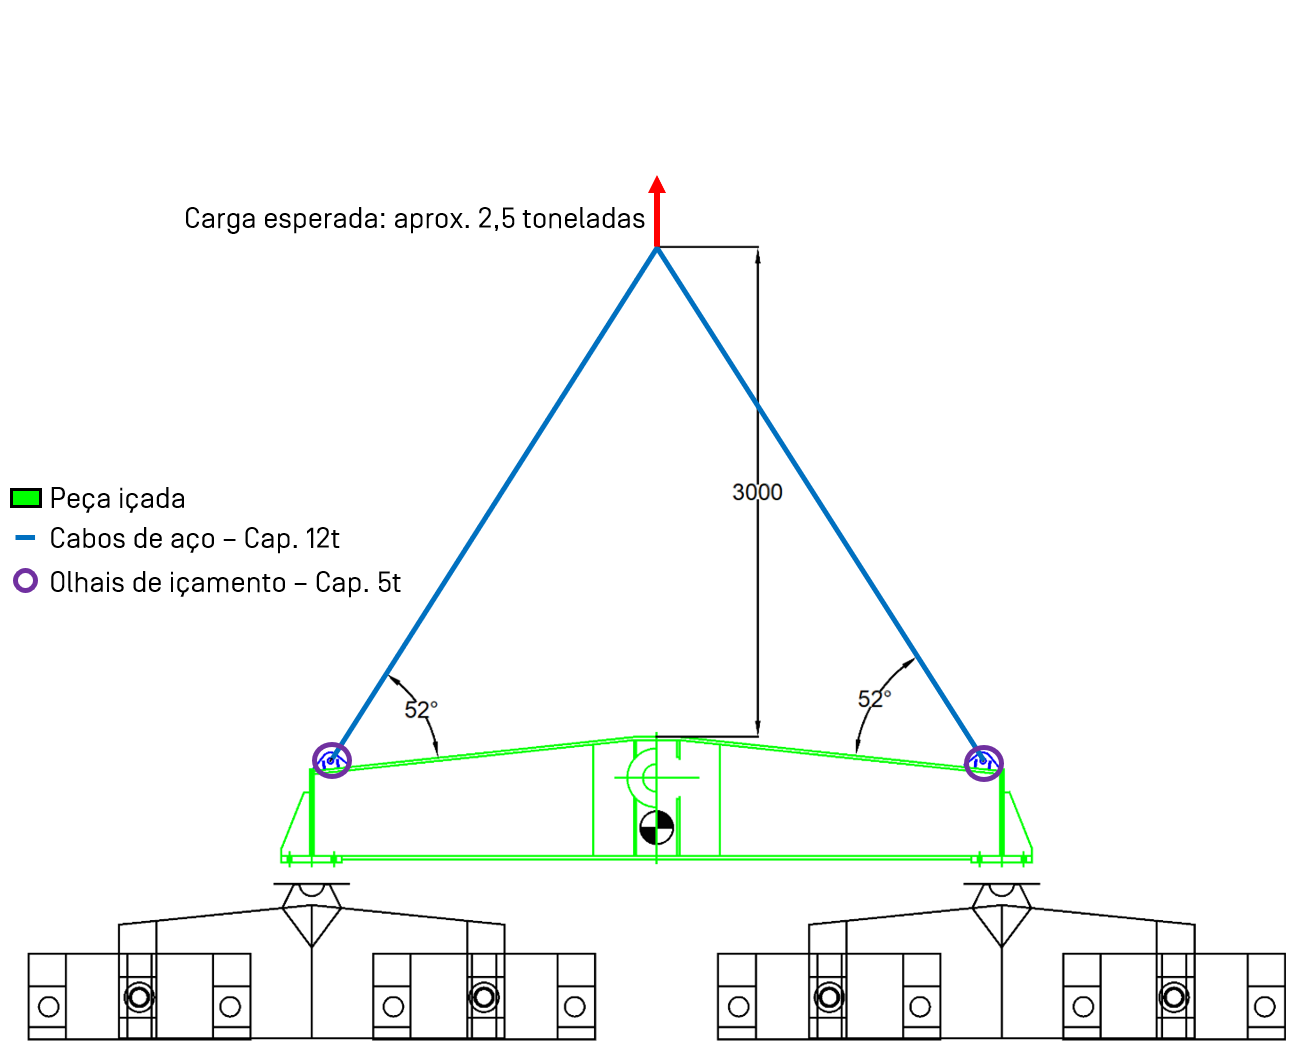 Carga esperada: aprox. 2,5 toneladas
3000
Peça içada
Cabos de aço – Cap. 12t
Olhais de içamento – Cap. 5t
52°
52°